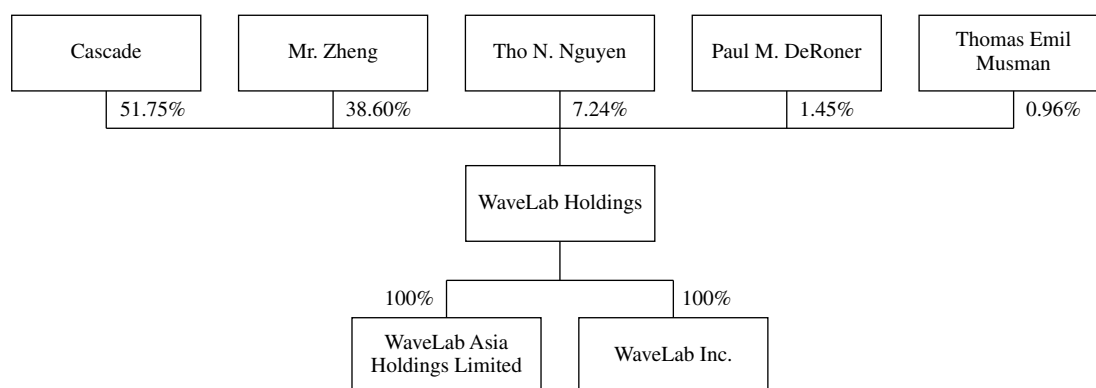 Cascade
Mr. Zheng
Tho N. Nguyen
Paul M. DeRoner
Thomas Emil
Musman
51.75%
38.60%
7.24%
1.45%
0.96%
WaveLab Holdings
100%
100%
WaveLab Asia
Holdings Limited
WaveLab Inc.